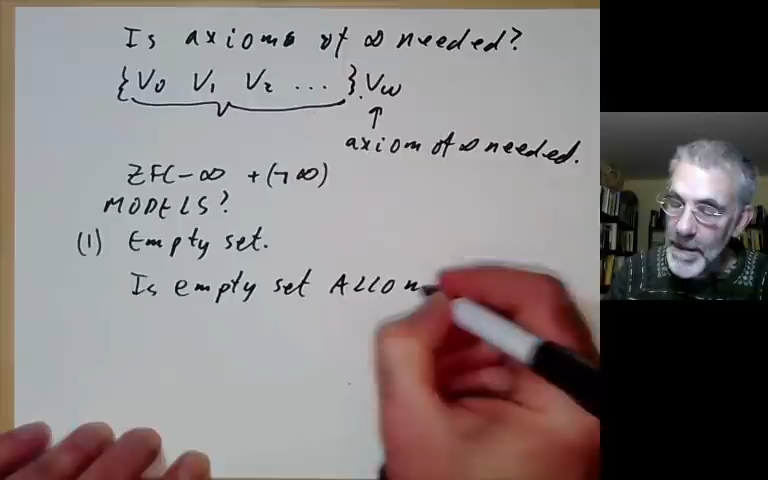 Is axioms of ∞ needed?
{V₀ V₁ V₂ ...}. Vω
↑
axiom of ∞ needed.
ZFC-∞ +(¬∞)
MODELS?
(1) Empty set.
Is empty set ALLOW